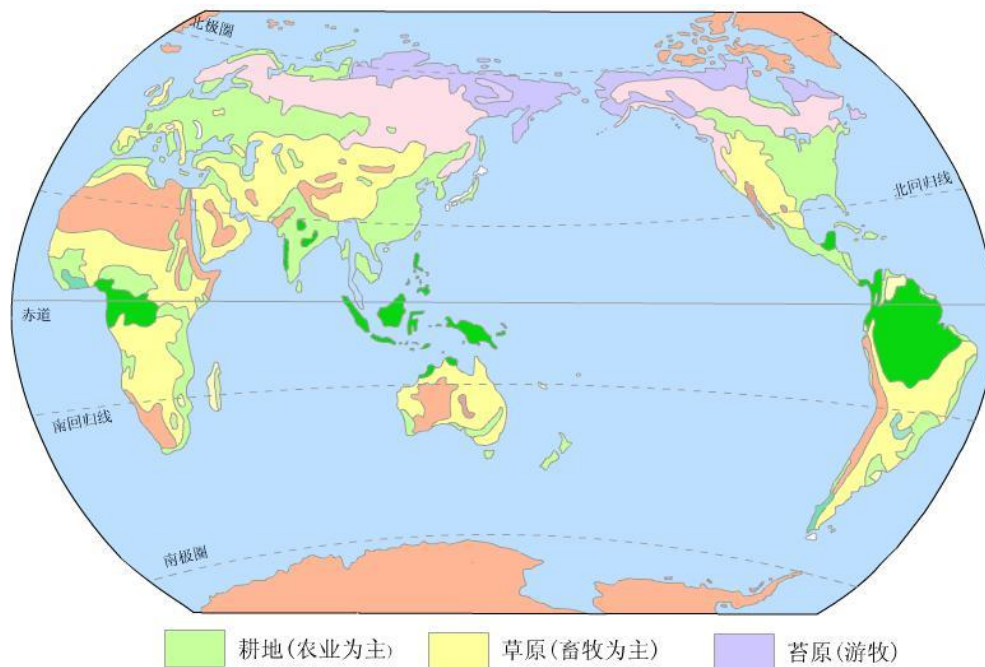 北极圈
北回归线
赤道
南回归线
南极圈
耕地(农业为主)
草原(畜牧为主)
苔原(游牧)